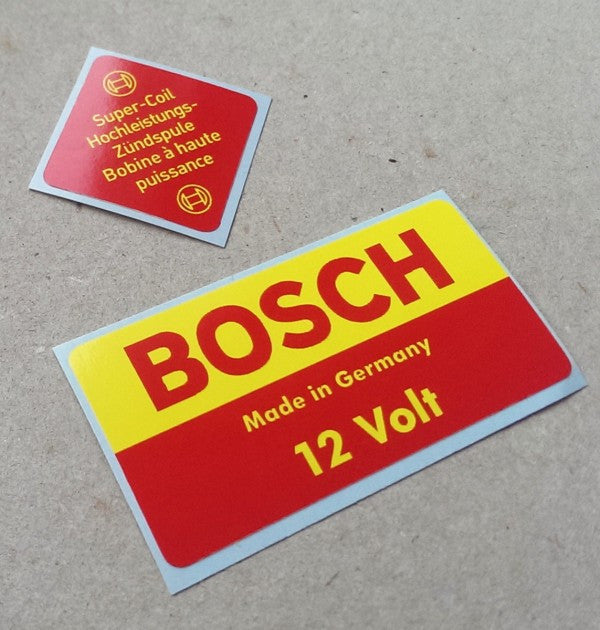 Super-Coil
Hochleistungs-
Zündspule
Bobine à haute
puissance
BOSCH
Made in Germany
12 Volt